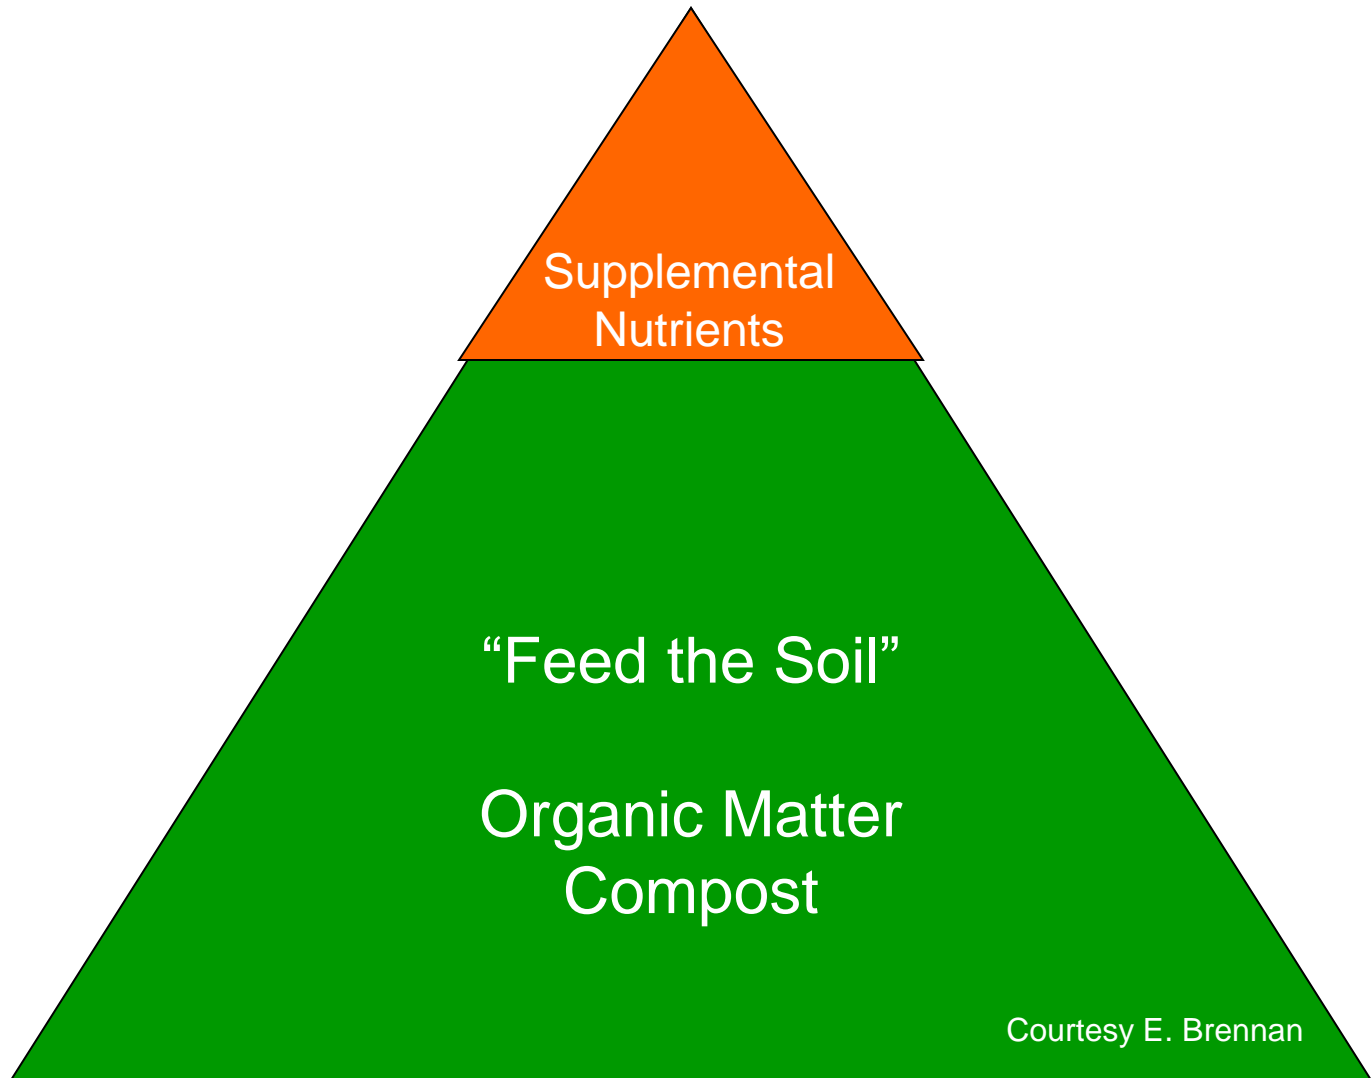 Supplemental
Nutrients
“Feed the Soil”
Organic Matter
Compost
Courtesy E. Brennan